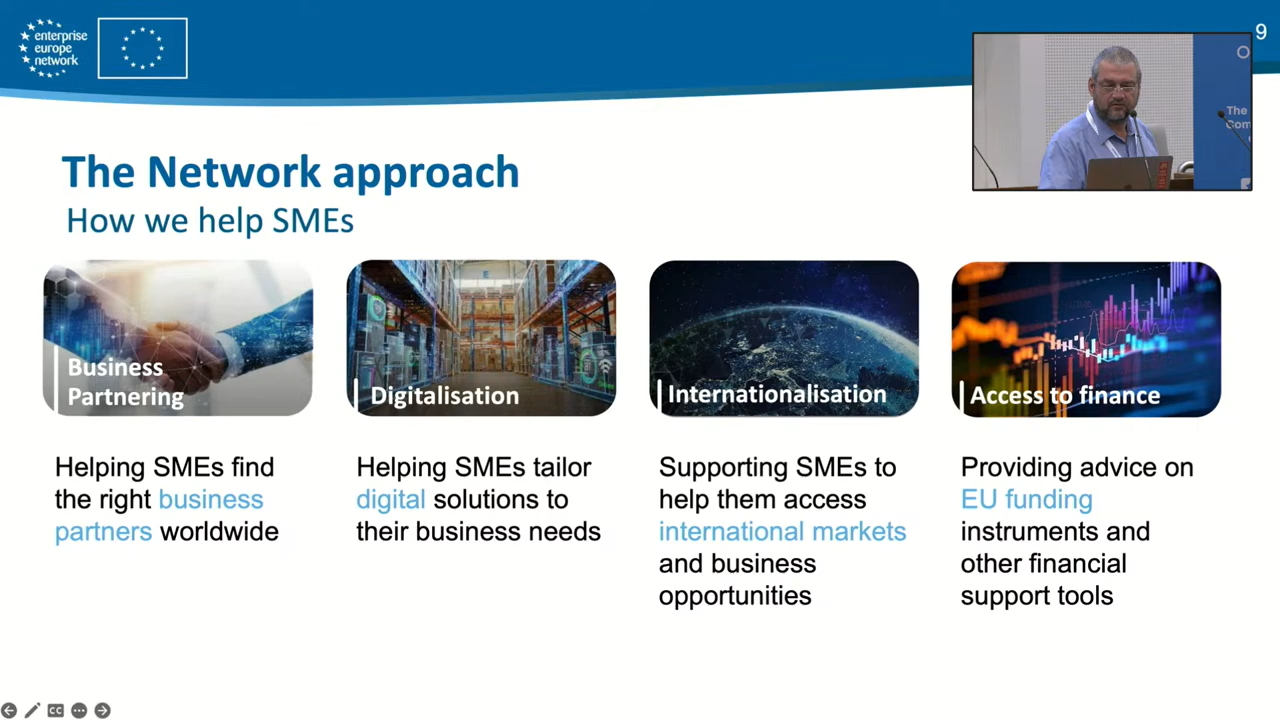 enterprise
europe
network
9
The
Com
The Network approach
How we help SMEs
Business
Partnering
Digitalisation
Internationalisation
Access to finance
Helping SMEs find
the right business
partners worldwide
Helping SMEs tailor
digital solutions to
their business needs
Supporting SMEs to
help them access
international markets
and business
opportunities
Providing advice on
EU funding
instruments and
other financial
support tools
CC